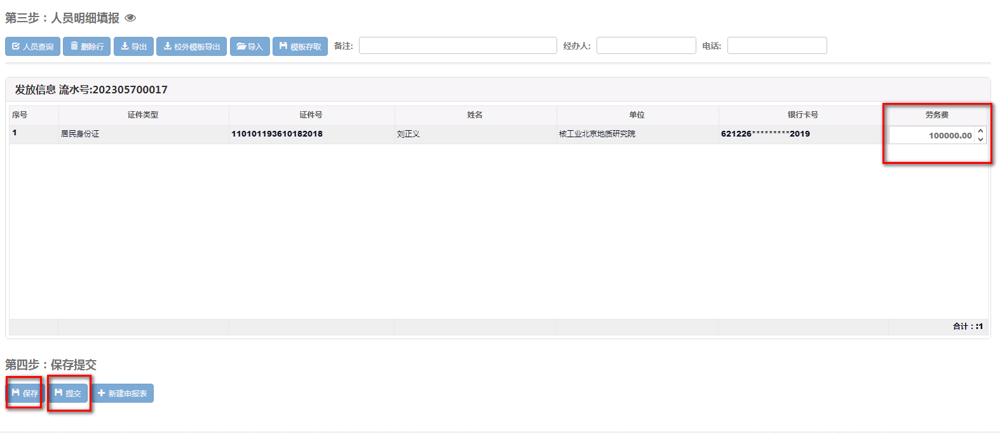 第三步：人员明细填报
人员查询 删除行 导出 校外模板导出 导入 模板存取 备注: 经办人: 电话:
发放信息 流水号:202305700017
序号 证件类型 证件号 姓名 单位 银行卡号 劳务费
1 居民身份证 110101193610182018 刘正义 核工业北京地质研究院 621226*********2019 100000.00
合计：:1
第四步：保存提交
保存 提交 新建申报表